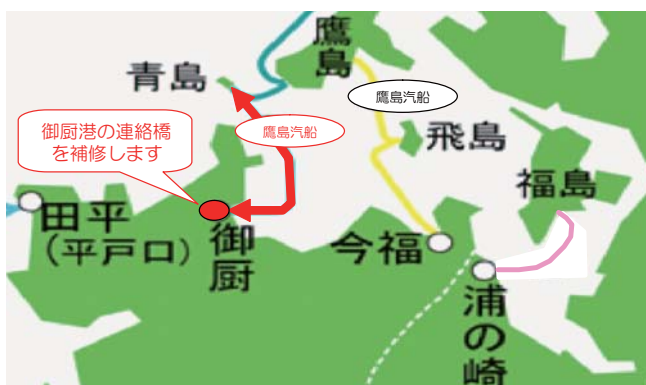 鷹島
青島
鷹島汽船
御厨港の連絡橋
を補修します
鷹島汽船
飛島
福島
田平
(平戸口)
御厨
今福
浦の崎